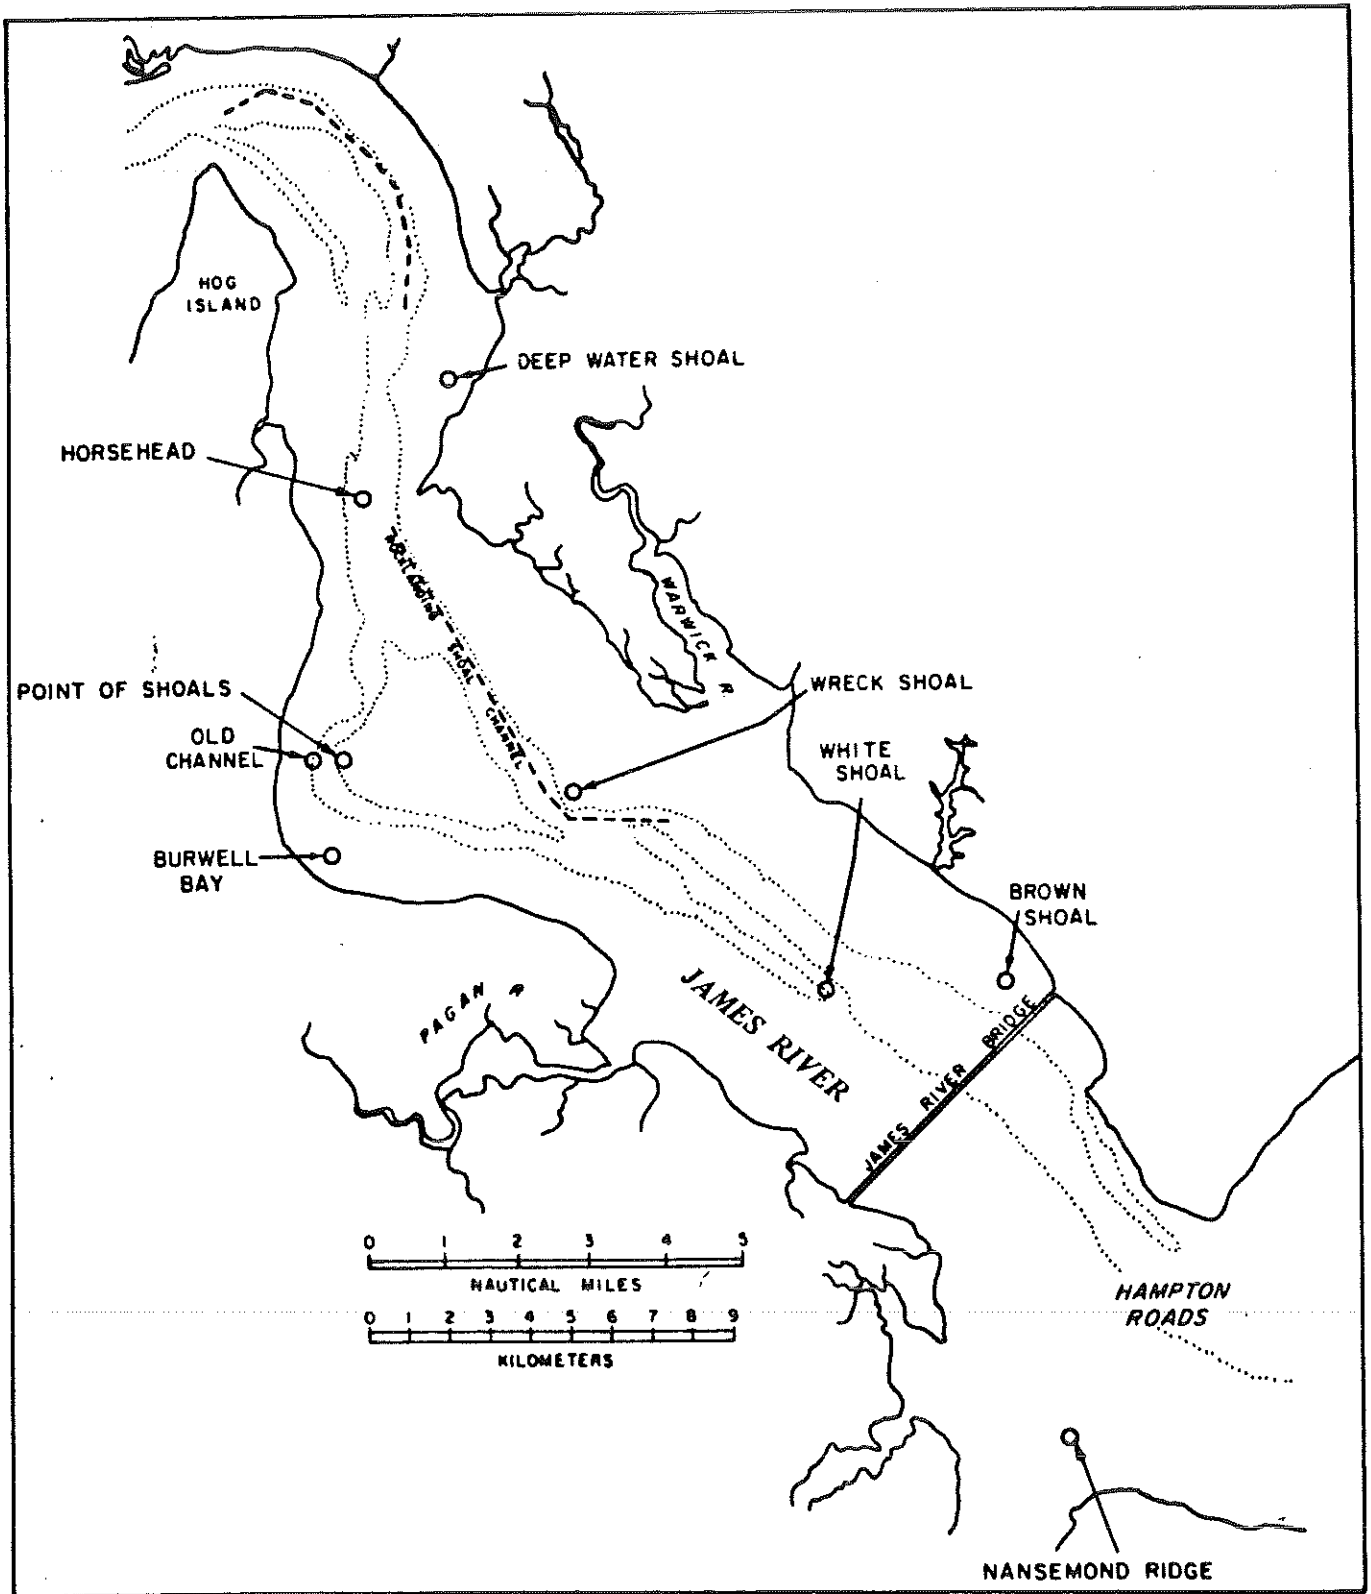 HOG
ISLAND
DEEP WATER SHOAL
HORSEHEAD
WARWICK R.
SHOAL
CHANNEL
POINT OF SHOALS
WRECK SHOAL
OLD
CHANNEL
WHITE
SHOAL
BURWELL
BAY
BROWN
SHOAL
PAGAN R
JAMES RIVER
JAMES RIVER BRIDGE
0 1 2 3 4 5
NAUTICAL MILES
0 1 2 3 4 5 6 7 8 9
KILOMETERS
HAMPTON
ROADS
NANSEMOND RIDGE